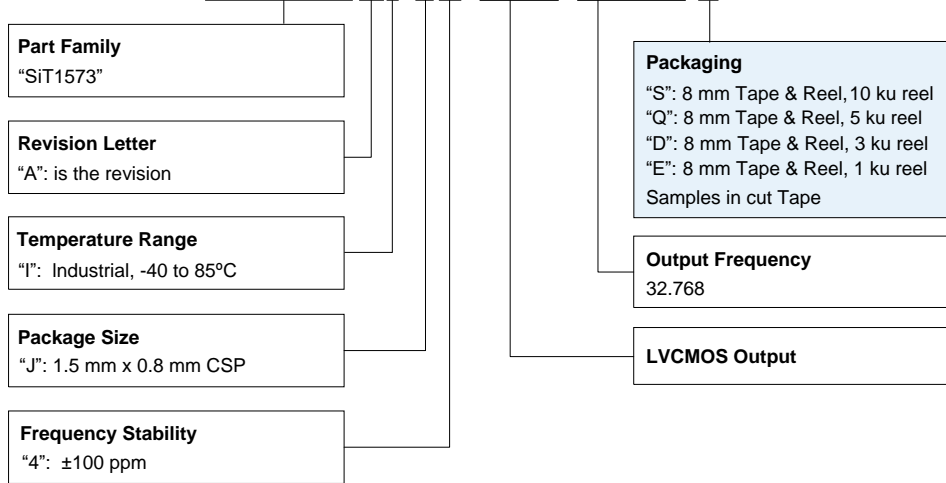 Part Family
“SiT1573”
Revision Letter
“A”: is the revision
Temperature Range
“I”: Industrial, -40 to 85ºC
Package Size
“J”: 1.5 mm x 0.8 mm CSP
Frequency Stability
“4”: ±100 ppm
Packaging
“S”: 8 mm Tape & Reel, 10 ku reel
“Q”: 8 mm Tape & Reel, 5 ku reel
“D”: 8 mm Tape & Reel, 3 ku reel
“E”: 8 mm Tape & Reel, 1 ku reel
Samples in cut Tape
Output Frequency
32.768
LVCMOS Output